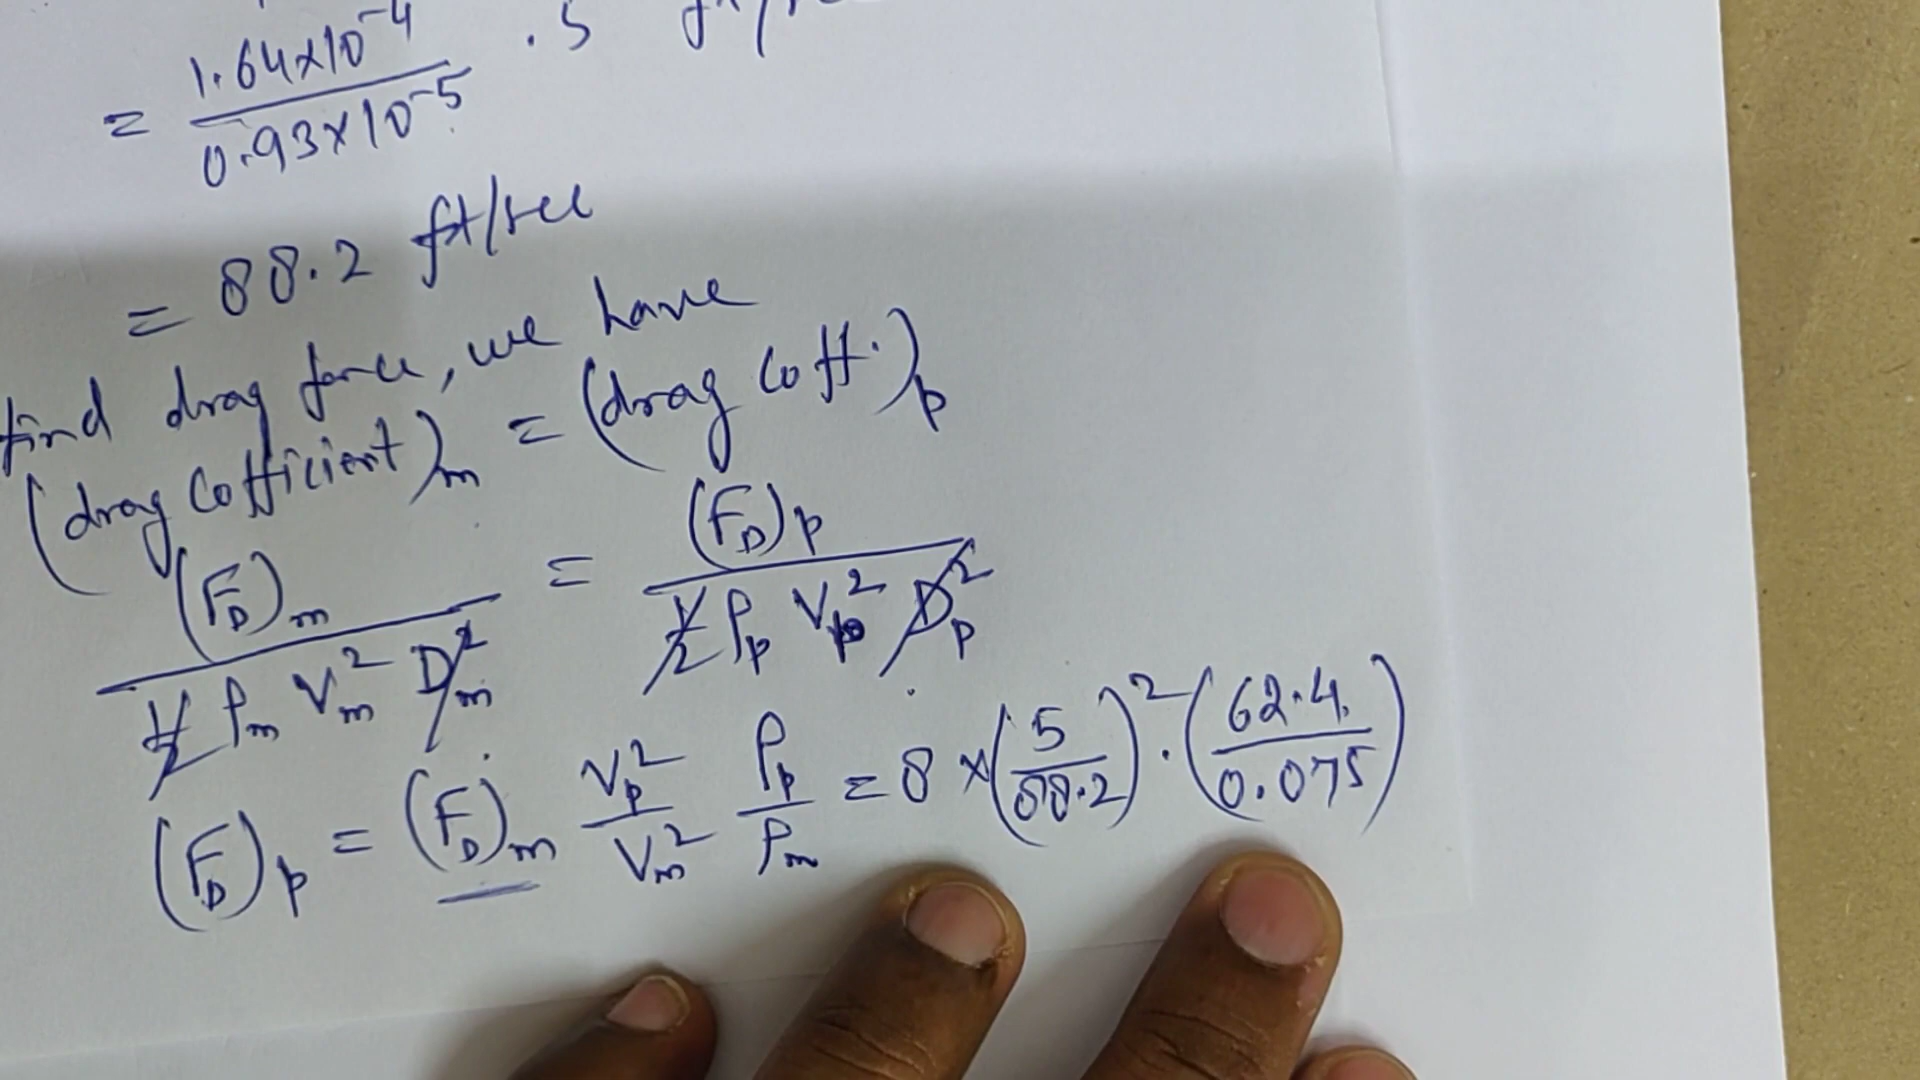 = 1.64×10⁻⁴ / 0.93×10⁻⁵ . 5
= 88.2 ft/sec
find drag force, we have
(drag Cofficient)m = (drag Coff.)p
(FD)m / ½ ρm Vm² Dm² = (FD)p / ½ ρp Vp² Dp²
(FD)p = (FD)m Vp²/Vm² ρp/ρm = 8 × (5/88.2)² . (62.4/0.075)